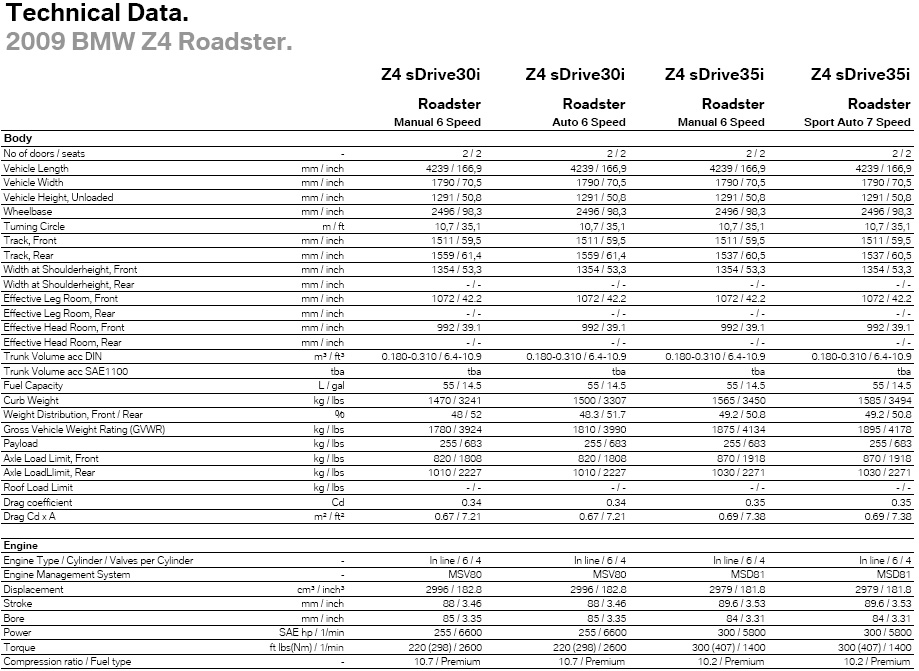 Technical Data.
2009 BMW Z4 Roadster.
Z4 sDrive30i Z4 sDrive30i Z4 sDrive35i Z4 sDrive35i
Roadster Roadster Roadster Roadster
Manual 6 Speed Auto 6 Speed Manual 6 Speed Sport Auto 7 Speed
Body
No of doors / seats - 2 / 2 2 / 2 2 / 2 2 / 2
Vehicle Length mm / inch 4239 / 166,9 4239 / 166,9 4239 / 166,9 4239 / 166,9
Vehicle Width mm / inch 1790 / 70,5 1790 / 70,5 1790 / 70,5 1790 / 70,5
Vehicle Height, Unloaded mm / inch 1291 / 50,8 1291 / 50,8 1291 / 50,8 1291 / 50,8
Wheelbase mm / inch 2496 / 98,3 2496 / 98,3 2496 / 98,3 2496 / 98,3
Turning Circle m / ft 10,7 / 35,1 10,7 / 35,1 10,7 / 35,1 10,7 / 35,1
Track, Front mm / inch 1511 / 59,5 1511 / 59,5 1511 / 59,5 1511 / 59,5
Track, Rear mm / inch 1559 / 61,4 1559 / 61,4 1537 / 60,5 1537 / 60,5
Width at Shoulderheight, Front mm / inch 1354 / 53,3 1354 / 53,3 1354 / 53,3 1354 / 53,3
Width at Shoulderheight, Rear mm / inch - / - - / - - / - - / -
Effective Leg Room, Front mm / inch 1072 / 42.2 1072 / 42.2 1072 / 42.2 1072 / 42.2
Effective Leg Room, Rear mm / inch - / - - / - - / - - / -
Effective Head Room, Front mm / inch 992 / 39.1 992 / 39.1 992 / 39.1 992 / 39.1
Effective Head Room, Rear mm / inch - / - - / - - / - - / -
Trunk Volume acc DIN m³ / ft³ 0.180-0.310 / 6.4-10.9 0.180-0.310 / 6.4-10.9 0.180-0.310 / 6.4-10.9 0.180-0.310 / 6.4-10.9
Trunk Volume acc SAE1100 tba tba tba tba tba
Fuel Capacity L / gal 55 / 14.5 55 / 14.5 55 / 14.5 55 / 14.5
Curb Weight kg / lbs 1470 / 3241 1500 / 3307 1565 / 3450 1585 / 3494
Weight Distribution, Front / Rear % 48 / 52 48.3 / 51.7 49.2 / 50.8 49.2 / 50.8
Gross Vehicle Weight Rating (GVWR) kg / lbs 1780 / 3924 1810 / 3990 1875 / 4134 1895 / 4178
Payload kg / lbs 255 / 683 255 / 683 255 / 683 255 / 683
Axle Load Limit, Front kg / lbs 820 / 1808 820 / 1808 870 / 1918 870 / 1918
Axle LoadLlimit, Rear kg / lbs 1010 / 2227 1010 / 2227 1030 / 2271 1030 / 2271
Roof Load Limit kg / lbs - / - - / - - / - - / -
Drag coefficient Cd 0.34 0.34 0.35 0.35
Drag Cd x A m² / ft² 0.67 / 7.21 0.67 / 7.21 0.69 / 7.38 0.69 / 7.38
Engine
Engine Type / Cylinder / Valves per Cylinder - In line / 6 / 4 In line / 6 / 4 In line / 6 / 4 In line / 6 / 4
Engine Management System - MSV80 MSV80 MSD81 MSD81
Displacement cm³ / inch³ 2996 / 182.8 2996 / 182.8 2979 / 181.8 2979 / 181.8
Stroke mm / inch 88 / 3.46 88 / 3.46 89.6 / 3.53 89.6 / 3.53
Bore mm / inch 85 / 3.35 85 / 3.35 84 / 3.31 84 / 3.31
Power SAE hp / 1/min 255 / 6600 255 / 6600 300 / 5800 300 / 5800
Torque ft lbs(Nm) / 1/min 220 (298) / 2600 220 (298) / 2600 300 (407) / 1400 300 (407) / 1400
Compression ratio / Fuel type - 10.7 / Premium 10.7 / Premium 10.2 / Premium 10.2 / Premium